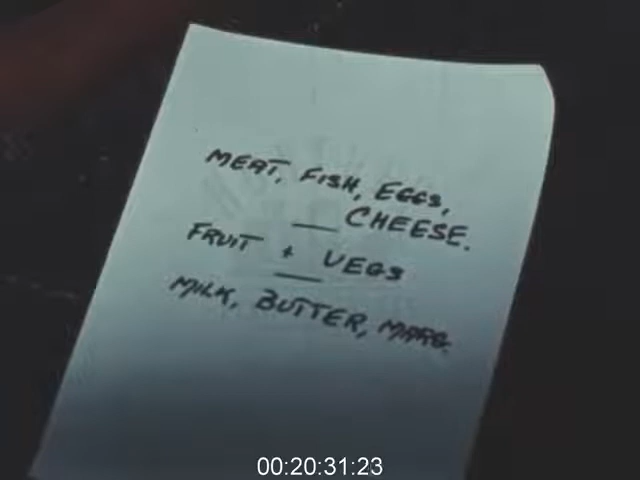 MEAT, FISH, EGGS,
— CHEESE.
FRUIT + VEGS
—
MILK, BUTTER, MARG.
00:20:31:23